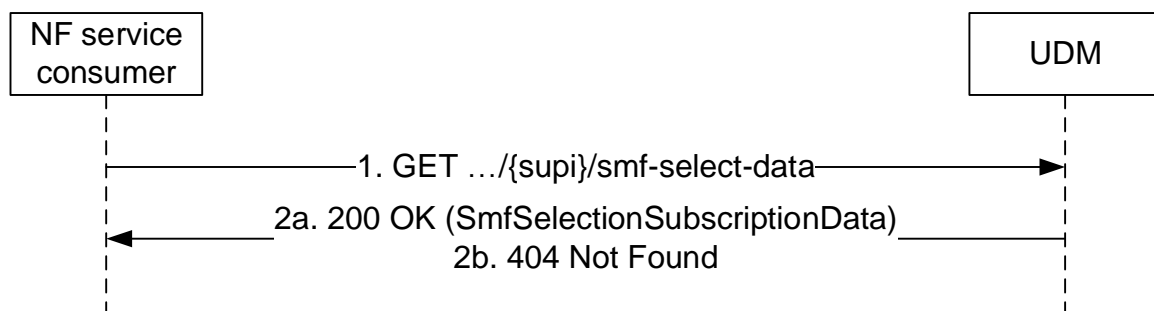 NF service
consumer
UDM
1. GET …/{supi}/smf-select-data
2a. 200 OK (SmfSelectionSubscriptionData)
2b. 404 Not Found